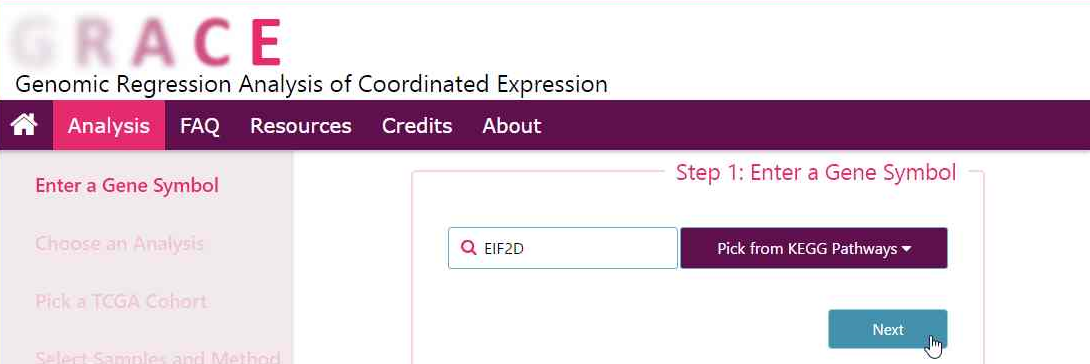 GRACE
Genomic Regression Analysis of Coordinated Expression
Analysis FAQ Resources Credits About
Enter a Gene Symbol
Choose an Analysis
Pick a TCGA Cohort
Select Samples and Method
Step 1: Enter a Gene Symbol
EIF2D
Pick from KEGG Pathways
Next